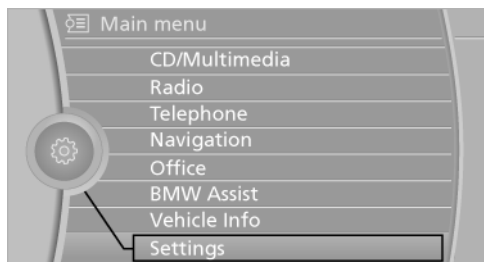 Main menu
CD/Multimedia
Radio
Telephone
Navigation
Office
BMW Assist
Vehicle Info
Settings